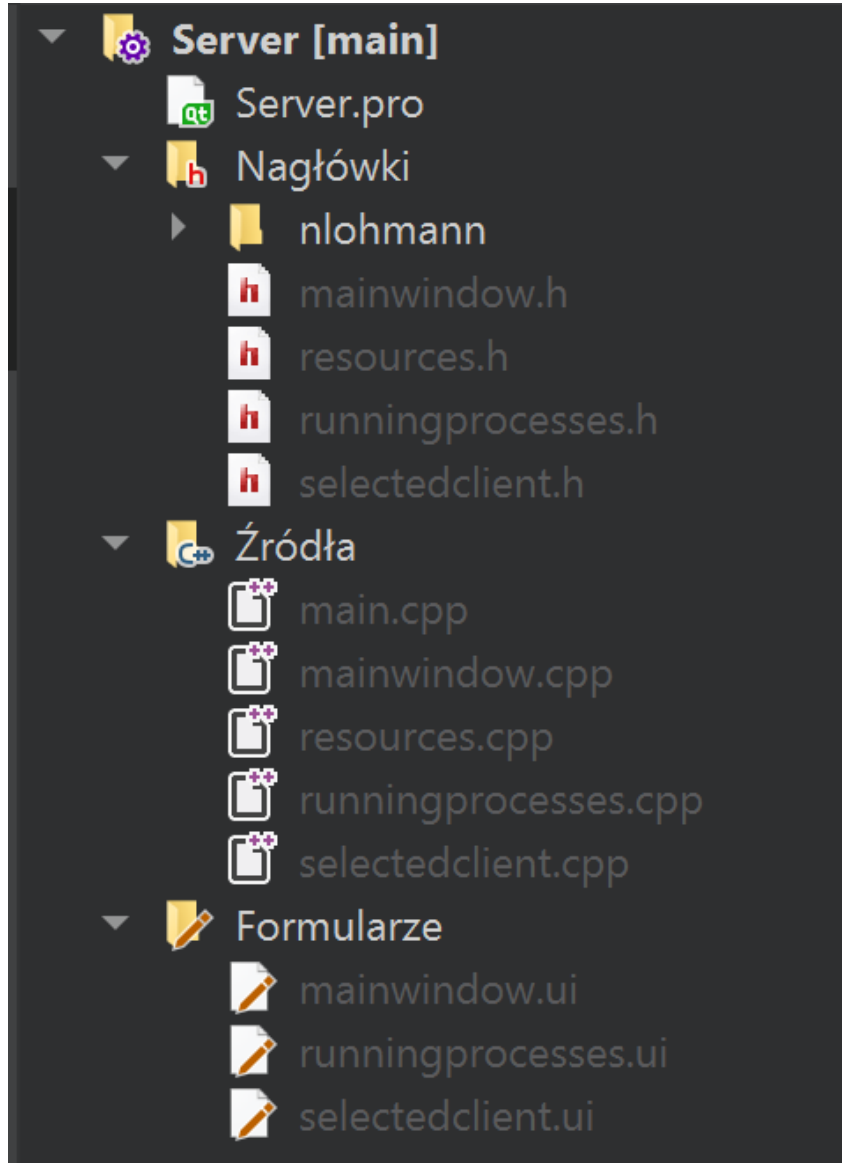 Server [main]
Server.pro
Nagłówki
nlohmann
mainwindow.h
resources.h
runningprocesses.h
selectedclient.h
Źródła
main.cpp
mainwindow.cpp
resources.cpp
runningprocesses.cpp
selectedclient.cpp
Formularze
mainwindow.ui
runningprocesses.ui
selectedclient.ui